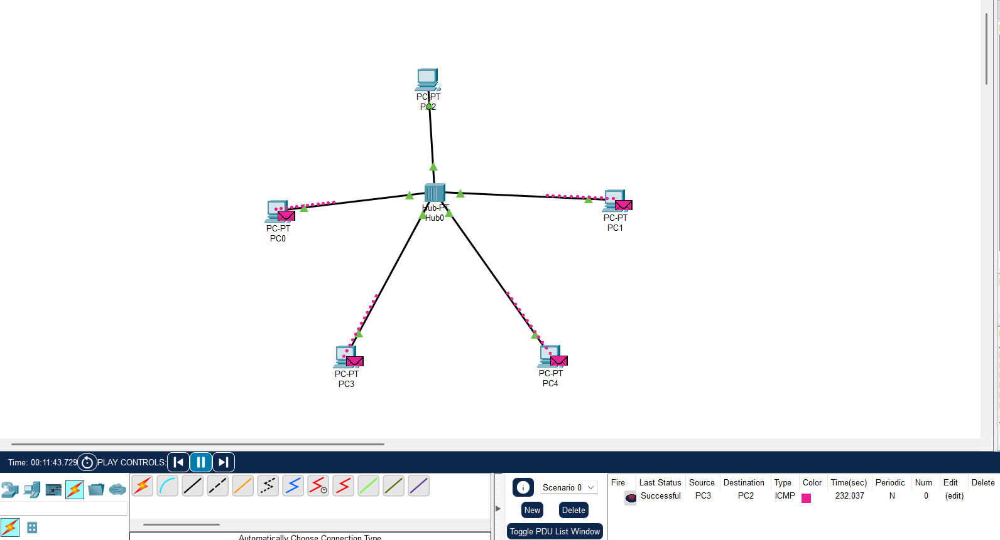 PC-PT
PC2
Hub-PT
Hub0
PC-PT
PC0
PC-PT
PC1
PC-PT
PC3
PC-PT
PC4
Time: 00:11:43.729 PLAY CONTROLS:
Scenario 0
New
Delete
Toggle PDU List Window
Fire Last Status Source Destination Type Color Time(sec) Periodic Num Edit Delete
Successful PC3 PC2 ICMP 232.037 N 0 (edit)
Automatically Choose Connection Type